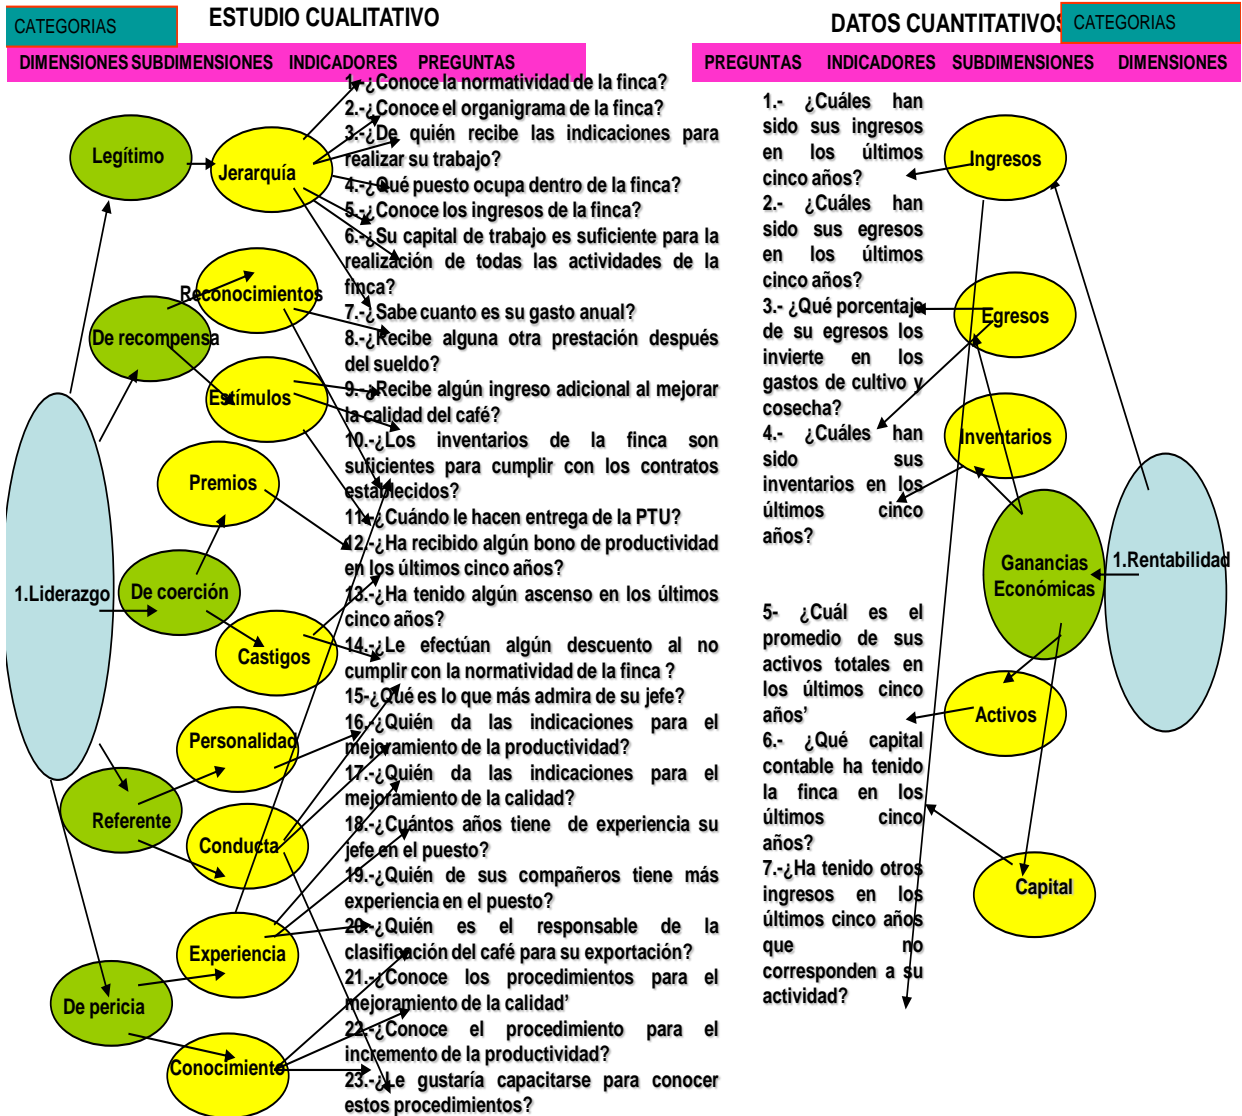 CATEGORIAS
ESTUDIO CUALITATIVO
DIMENSIONES SUBDIMENSIONES INDICADORES PREGUNTAS
Legítimo
Jerarquía
Reconocimientos
De recompensa
Estímulos
Premios
1.Liderazgo
De coerción
Castigos
Personalidad
Referente
Conducta
Experiencia
De pericia
Conocimiento
1.-¿Conoce la normatividad de la finca?
2.-¿Conoce el organigrama de la finca?
3.-¿De quién recibe las indicaciones para
realizar su trabajo?
4.-¿Qué puesto ocupa dentro de la finca?
5.-¿Conoce los ingresos de la finca?
6.-¿Su capital de trabajo es suficiente para la
realización de todas las actividades de la
finca?
7.-¿Sabe cuanto es su gasto anual?
8.-¿Recibe alguna otra prestación después
del sueldo?
9.-¿Recibe algún ingreso adicional al mejorar
la calidad del café?
10.-¿Los inventarios de la finca son
suficientes para cumplir con los contratos
establecidos?
11.-¿Cuándo le hacen entrega de la PTU?
12.-¿Ha recibido algún bono de productividad
en los últimos cinco años?
13.-¿Ha tenido algún ascenso en los últimos
cinco años?
14.-¿Le efectúan algún descuento al no
cumplir con la normatividad de la finca ?
15-¿Qué es lo que más admira de su jefe?
16.-¿Quién da las indicaciones para el
mejoramiento de la productividad?
17.-¿Quién da las indicaciones para el
mejoramiento de la calidad?
18.-¿Cuántos años tiene de experiencia su
jefe en el puesto?
19.-¿Quién de sus compañeros tiene más
experiencia en el puesto?
20.-¿Quién es el responsable de la
clasificación del café para su exportación?
21.-¿Conoce los procedimientos para el
mejoramiento de la calidad’
22.-¿Conoce el procedimiento para el
incremento de la productividad?
23.-¿Le gustaría capacitarse para conocer
estos procedimientos?
DATOS CUANTITATIVOS
CATEGORIAS
PREGUNTAS INDICADORES SUBDIMENSIONES DIMENSIONES
1.- ¿Cuáles han
sido sus ingresos
en los últimos
cinco años?
2.- ¿Cuáles han
sido sus egresos
en los últimos
cinco años?
3.- ¿Qué porcentaje
de su egresos los
invierte en los
gastos de cultivo y
cosecha?
4.- ¿Cuáles han
sido sus
inventarios en los
últimos cinco
años?
5- ¿Cuál es el
promedio de sus
activos totales en
los últimos cinco
años’
6.- ¿Qué capital
contable ha tenido
la finca en los
últimos cinco
años?
7.-¿Ha tenido otros
ingresos en los
últimos cinco años
que no
corresponden a su
actividad?
Ingresos
Egresos
Inventarios
Ganancias
Económicas
1.Rentabilidad
Activos
Capital